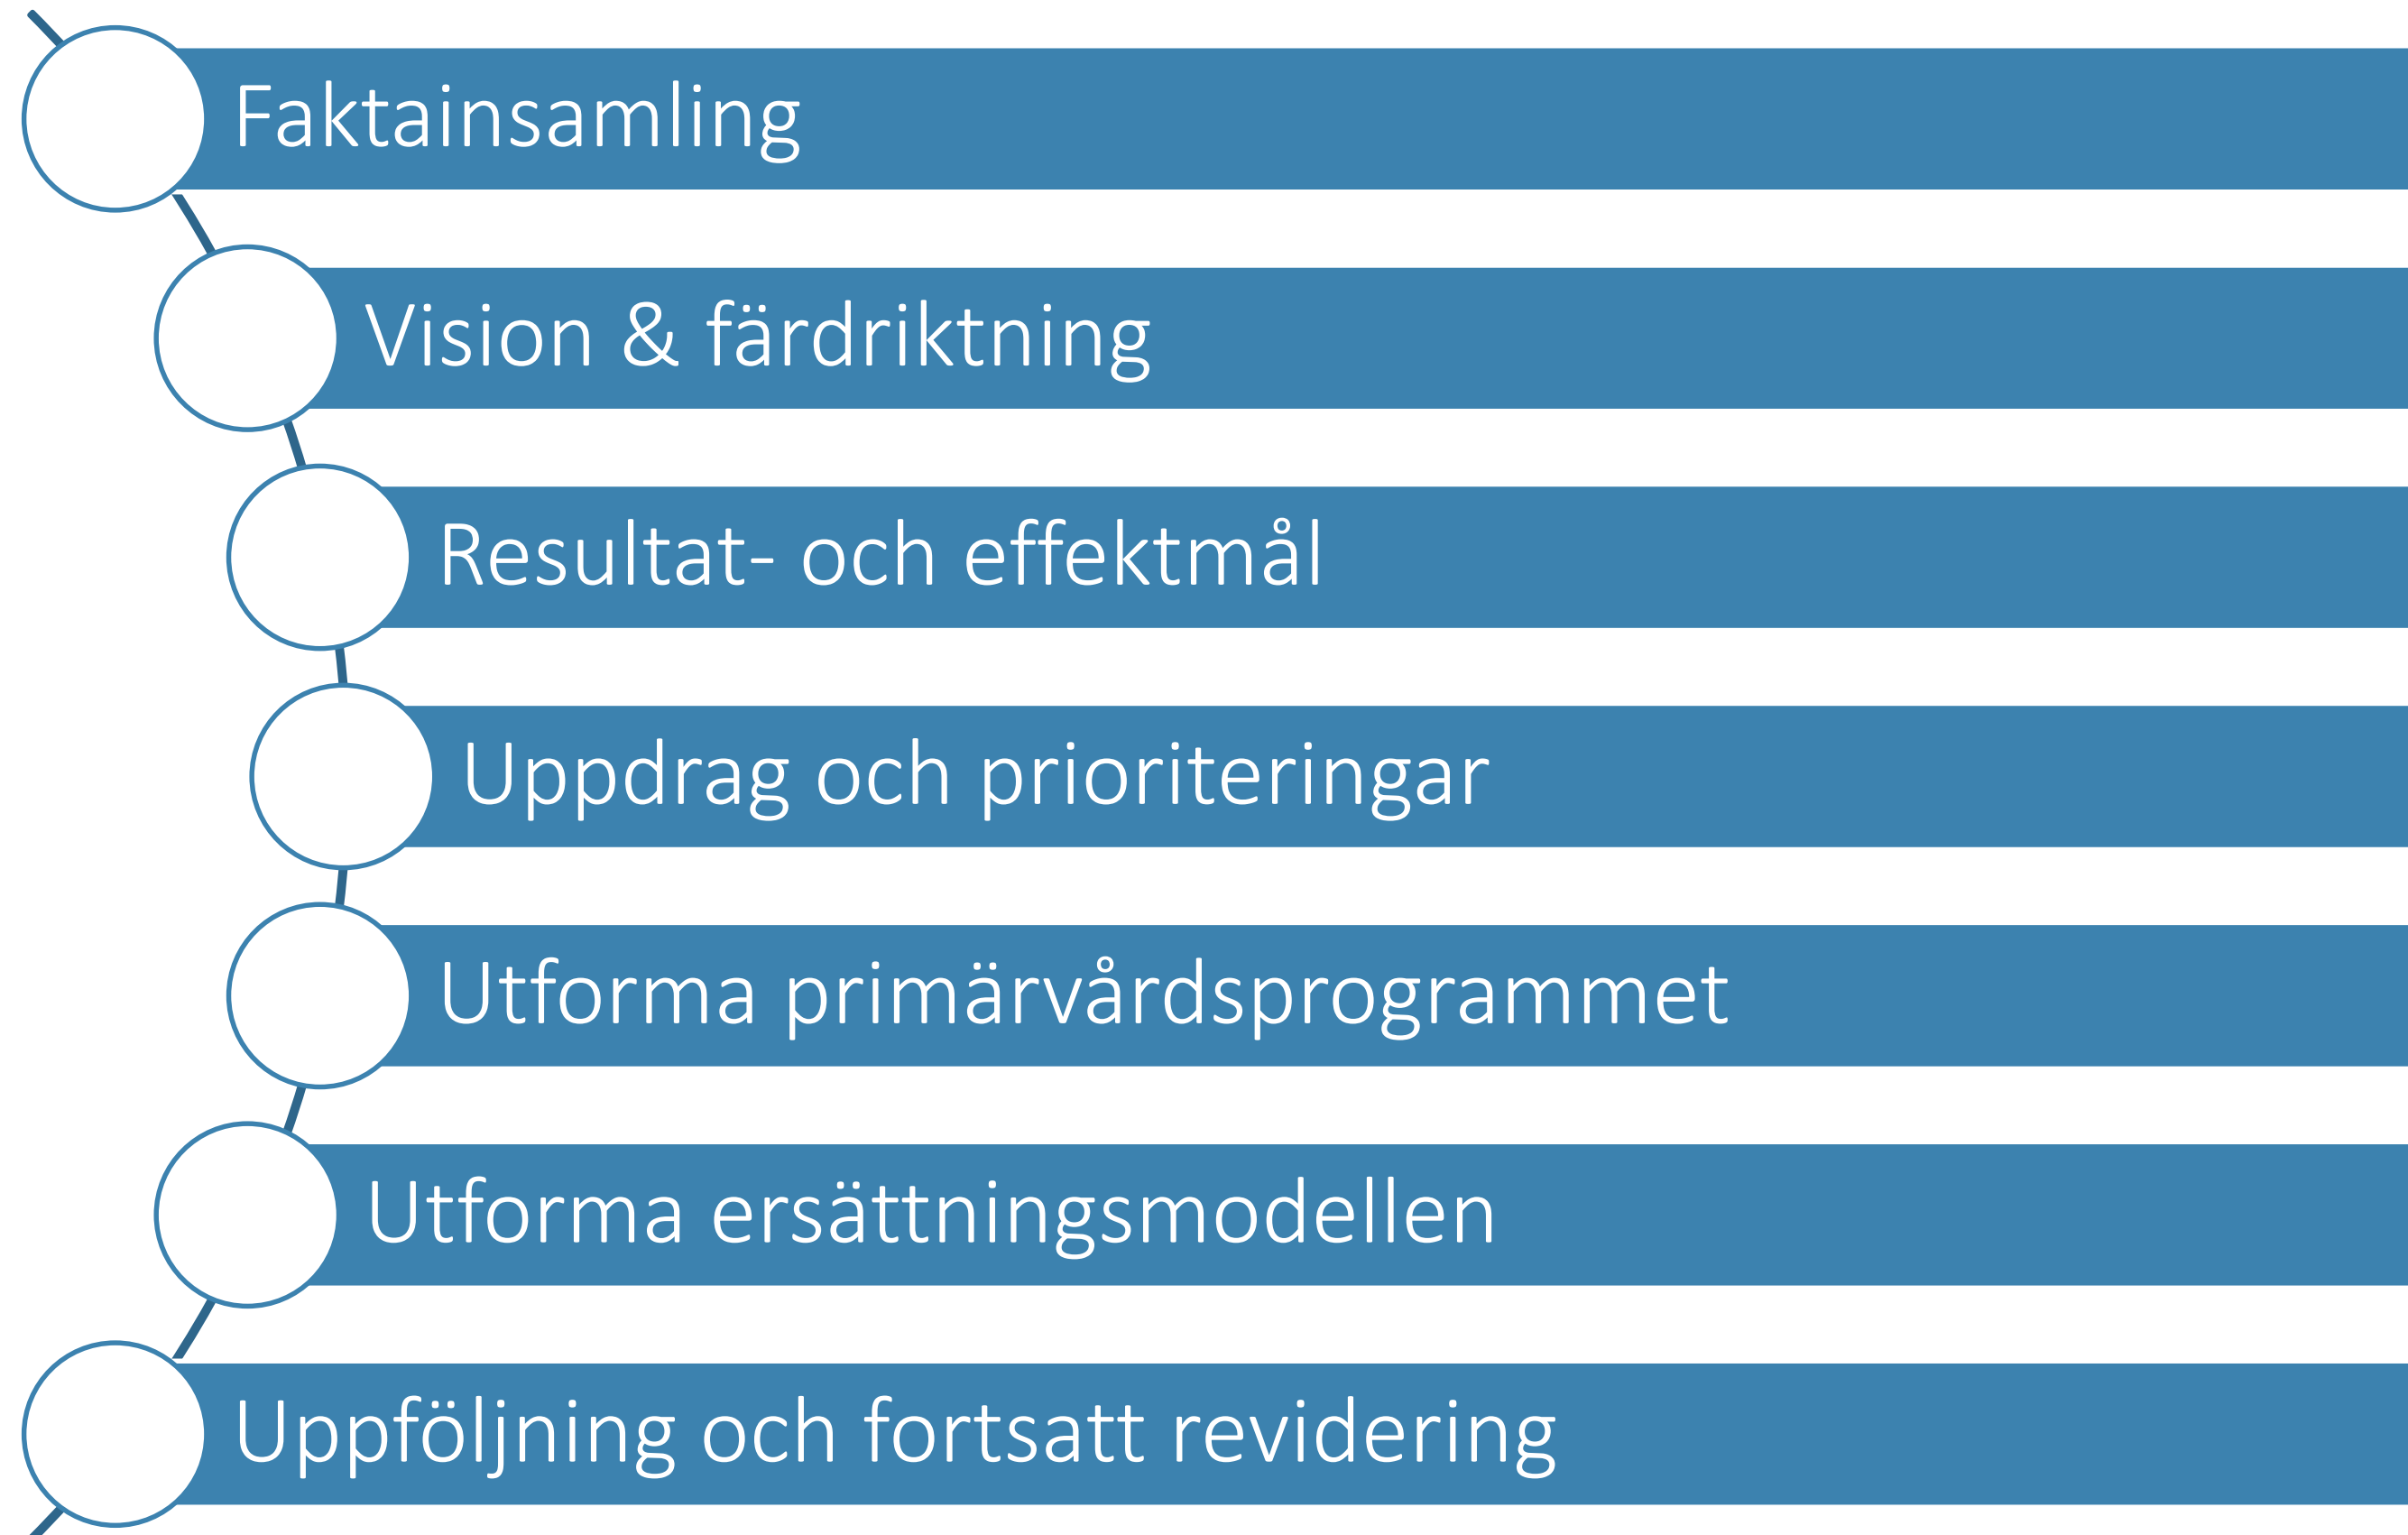 Faktainsamling
Vision & färdriktning
Resultat- och effektmål
Uppdrag och prioriteringar
Utforma primärvårdsprogrammet
Utforma ersättningsmodellen
Uppföljning och fortsatt revidering